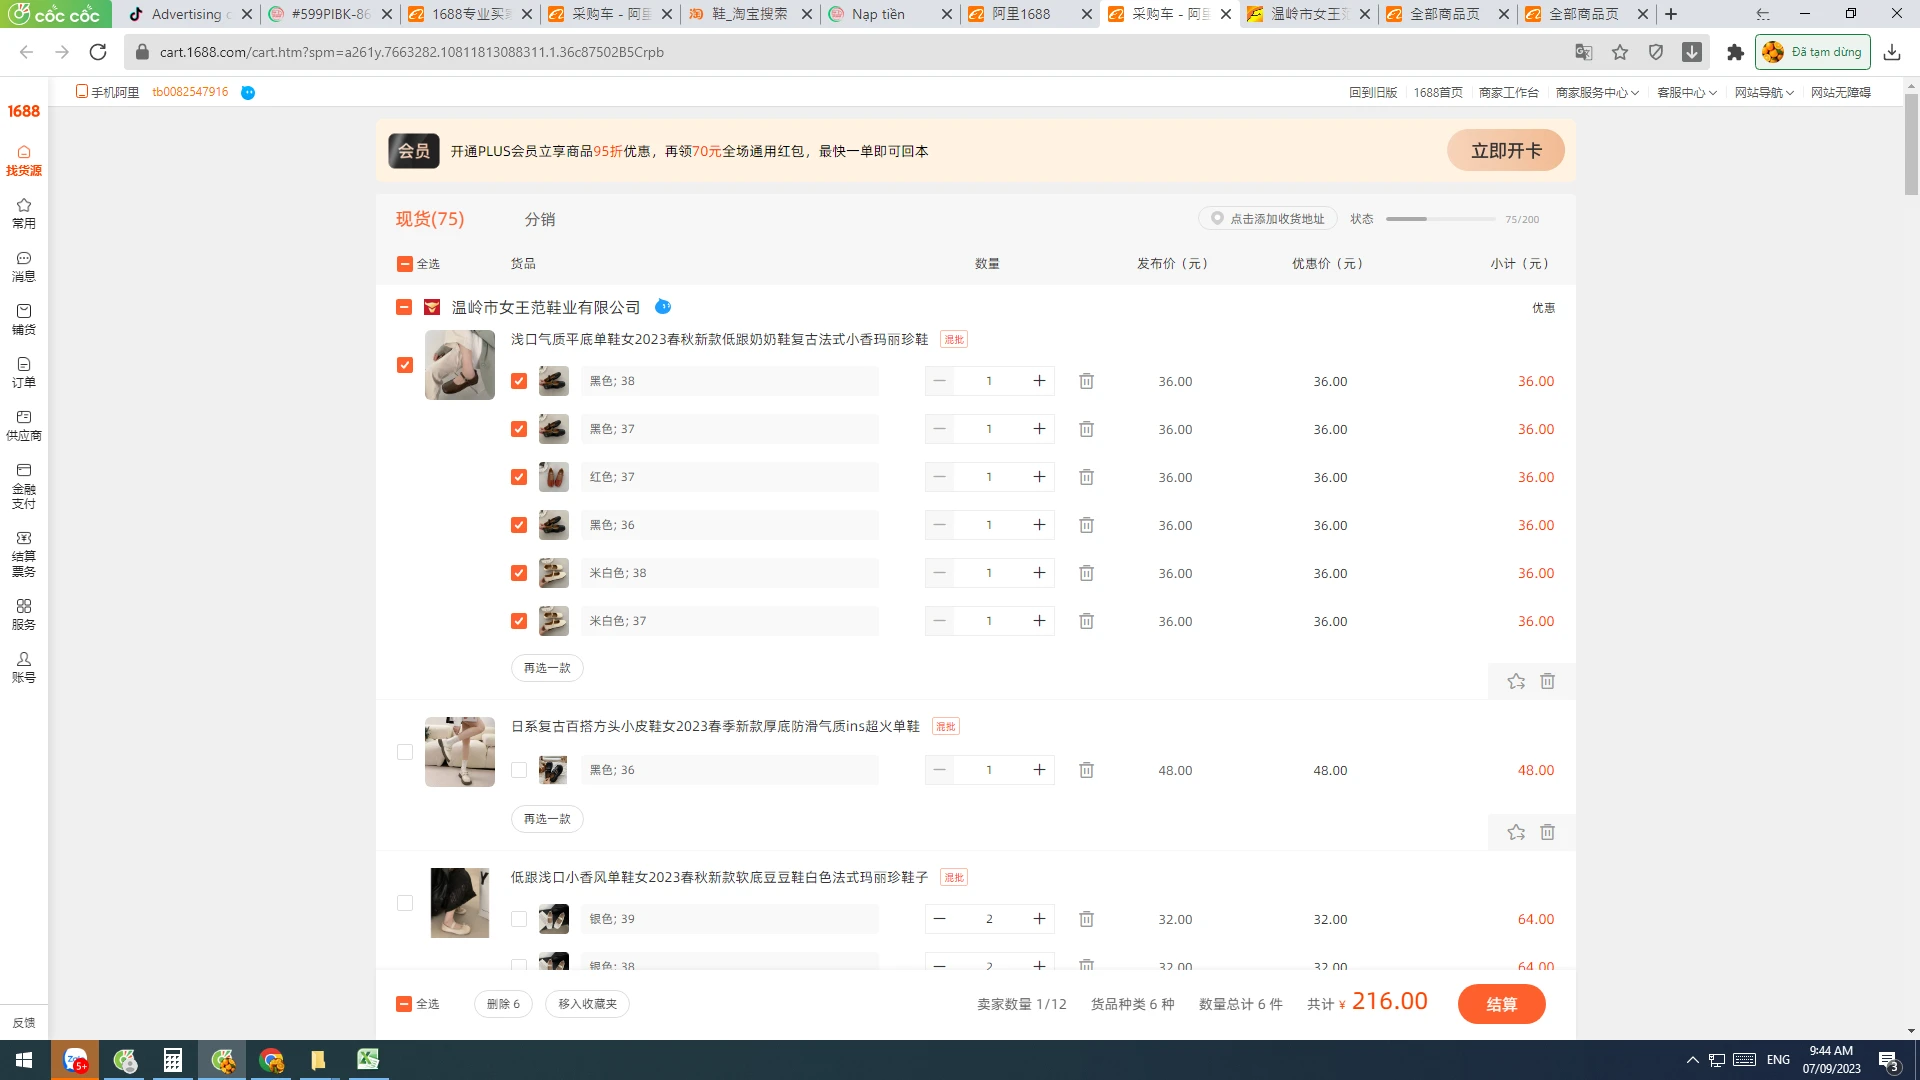 cốc cốc
Advertising
#599PIBK-86
1688专业买
采购车 - 阿里
鞋_淘宝搜索
Nạp tiền
阿里1688
采购车 - 阿里
温岭市女王范
全部商品页
全部商品页
cart.1688.com/cart.htm?spm=a261y.7663282.10811813088311.1.36c87502B5Crpb
Đã tạm dừng
手机阿里
tb0082547916
回到旧版
1688首页
商家工作台
商家服务中心
客服中心
网站导航
网站无障碍
1688
找货源
常用
消息
铺货
订单
供应商
金融
支付
结算
票务
服务
账号
反馈
会员 开通PLUS会员立享商品95折优惠，再领70元全场通用红包，最快一单即可回本
立即开卡
现货(75)
分销
点击添加收货地址
状态
75/200
全选 货品 数量 发布价（元） 优惠价（元） 小计（元）
温岭市女王范鞋业有限公司
优惠
浅口气质平底单鞋女2023春秋新款低跟奶奶鞋复古法式小香玛丽珍鞋 混批
黑色; 38 1 36.00 36.00 36.00
黑色; 37 1 36.00 36.00 36.00
红色; 37 1 36.00 36.00 36.00
黑色; 36 1 36.00 36.00 36.00
米白色; 38 1 36.00 36.00 36.00
米白色; 37 1 36.00 36.00 36.00
再选一款
日系复古百搭方头小皮鞋女2023春季新款厚底防滑气质ins超火单鞋 混批
黑色; 36 1 48.00 48.00 48.00
再选一款
低跟浅口小香风单鞋女2023春秋新款软底豆豆鞋白色法式玛丽珍鞋子 混批
银色; 39 2 32.00 32.00 64.00
银色; 38 2 32.00 32.00 64.00
全选
删除 6
移入收藏夹
卖家数量 1/12
货品种类 6 种
数量总计 6 件
共计 ¥ 216.00
结算
Zalo
5+
ENG
9:44 AM
07/09/2023
3